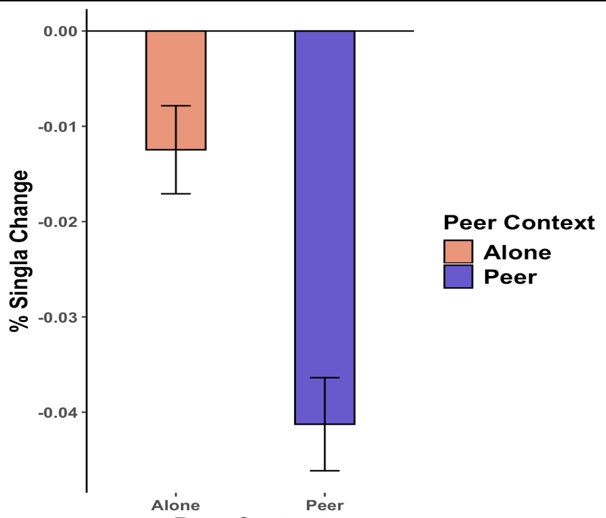 0.00
-0.01
-0.02
-0.03
-0.04
% Singla Change
Alone
Peer
Peer Context
Alone
Peer